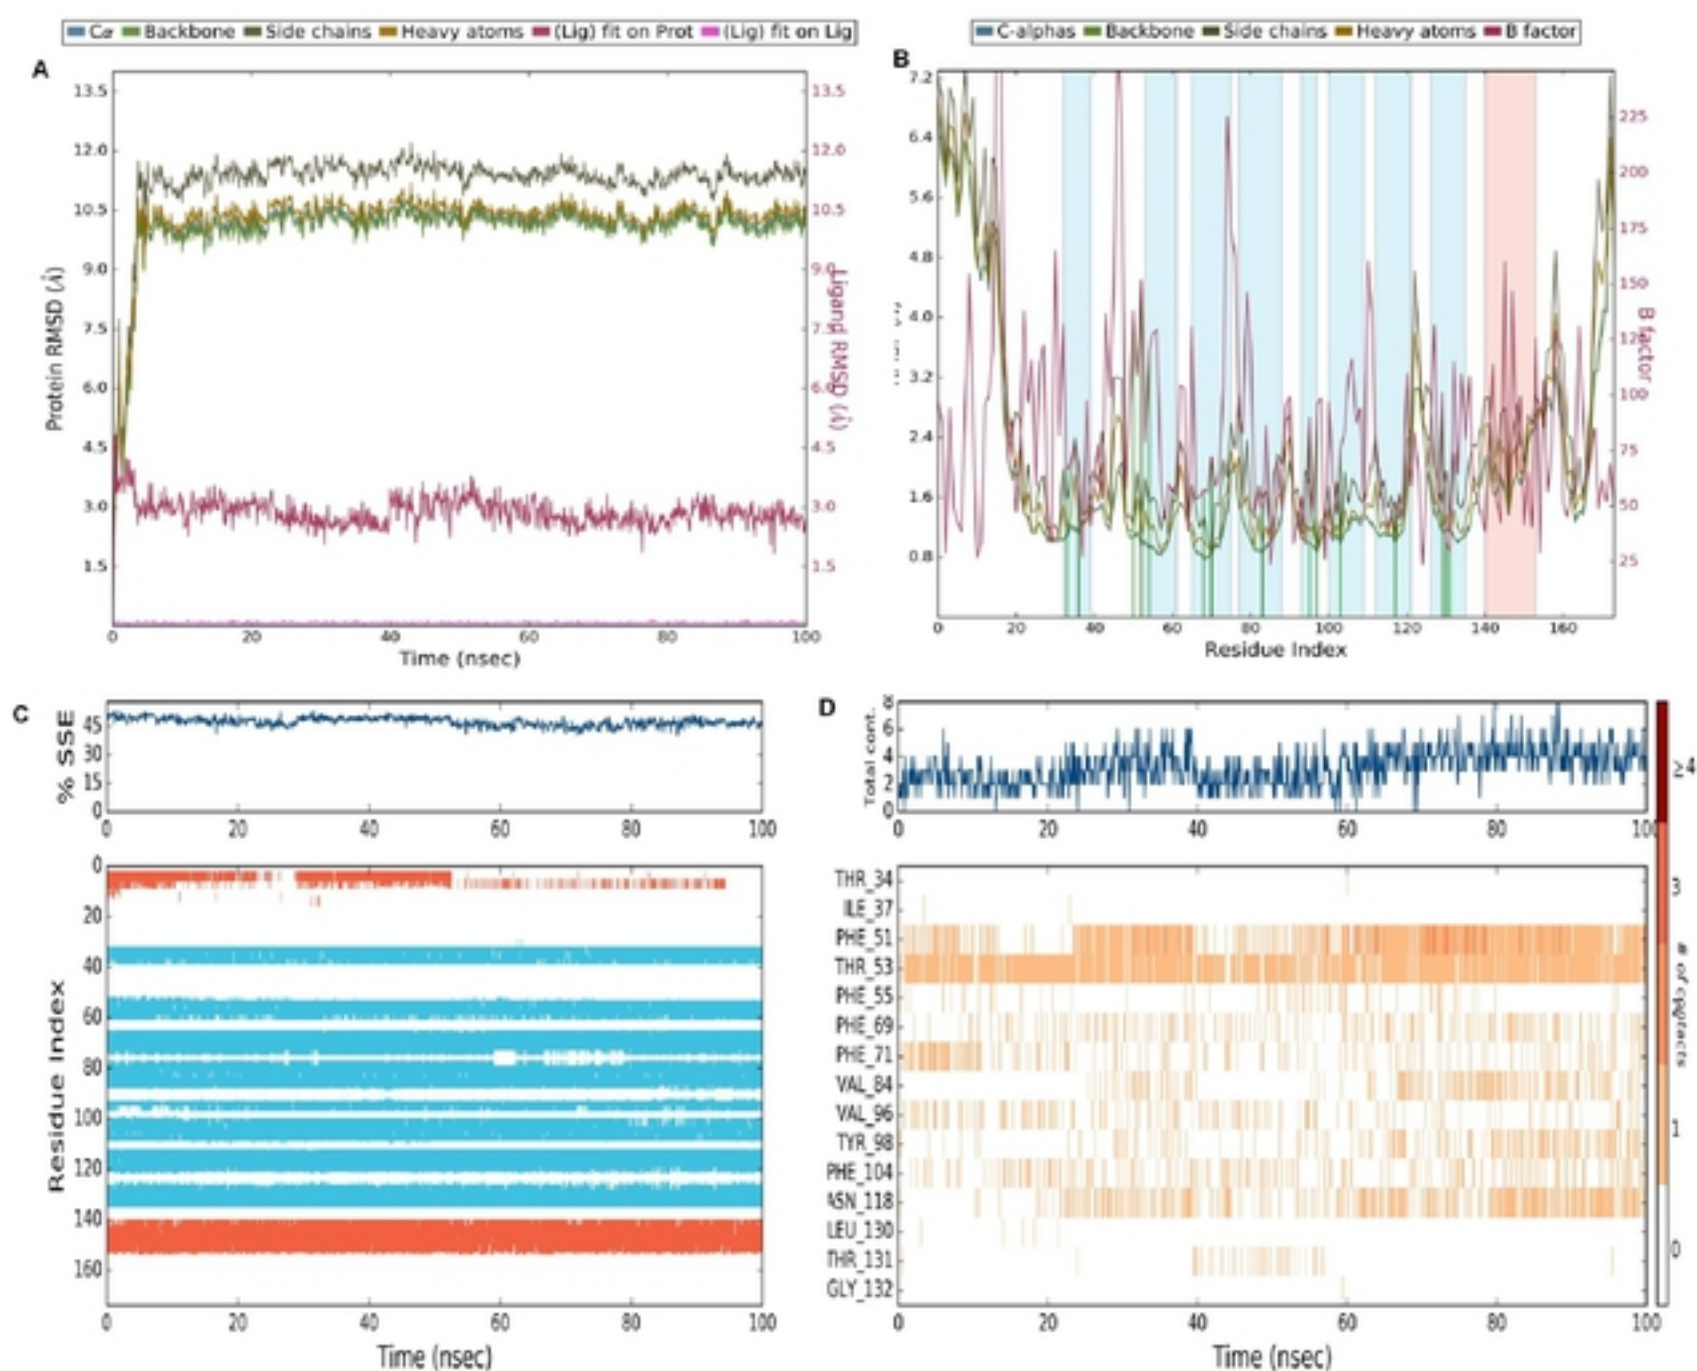 Cα Backbone Side chains Heavy atoms (Lig) fit on Prot (Lig) fit on Lig
A
13.5 13.5
12.0 12.0
10.5 10.5
9.0 9.0
7.5 7.5
6.0 6.0
4.5 4.5
3.0 3.0
1.5 1.5
Protein RMSD (Å)
Ligand RMSD (Å)
0 20 40 60 80 100
Time (nsec)
C-alphas Backbone Side chains Heavy atoms B factor
B
7.2
6.4
5.6
4.8
4.0
3.2
2.4
1.6
0.8
225
200
175
150
125
100
75
50
25
B factor
0 20 40 60 80 100 120 140 160
Residue Index
C
% SSE
45
30
15
0
0 20 40 60 80 100
Residue Index
0
20
40
60
80
100
120
140
160
0 20 40 60 80 100
Time (nsec)
D
Total cont.
8
6
4
2
0
0 20 40 60 80 100
THR_34
ILE_37
PHE_51
THR_53
PHE_55
PHE_69
PHE_71
VAL_84
VAL_96
TYR_98
PHE_104
ASN_118
LEU_130
THR_131
GLY_132
0 20 40 60 80 100
Time (nsec)
≥4
3
# of contacts
1
0